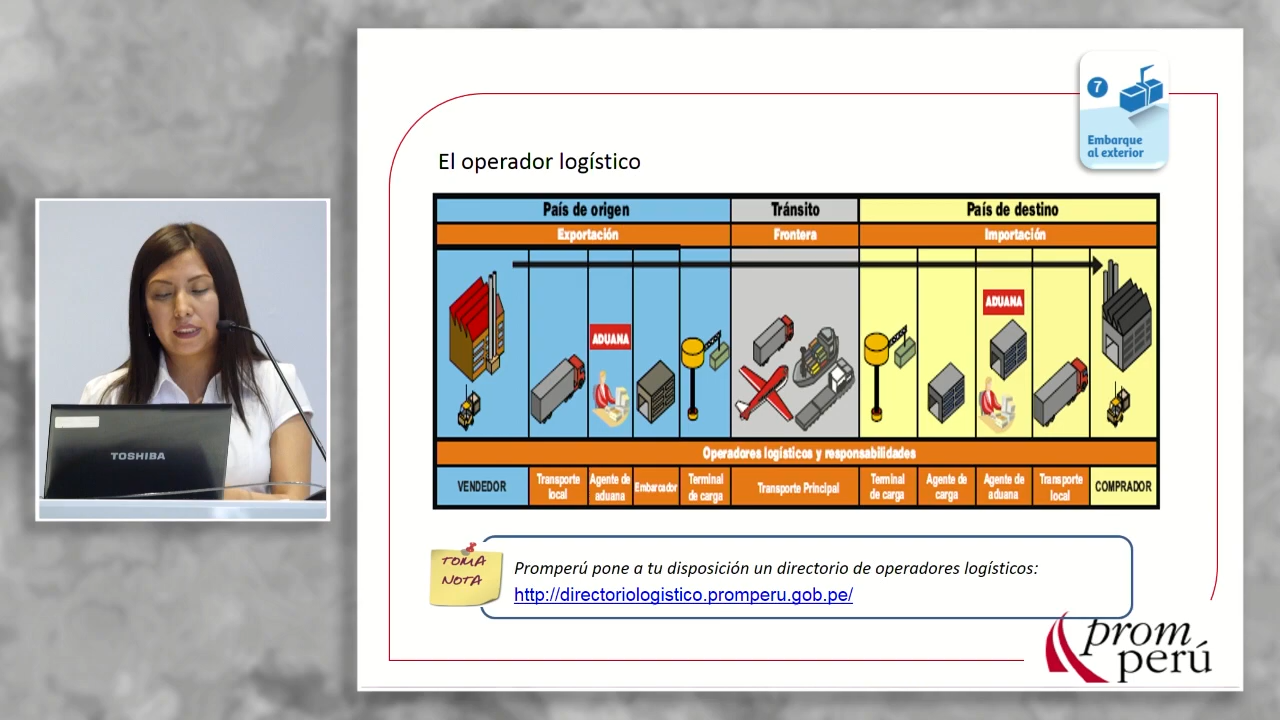 7
Embarque
al exterior
El operador logístico
País de origen
Tránsito
País de destino
Exportación
Frontera
Importación
ADUANA
ADUANA
Operadores logísticos y responsabilidades
VENDEDOR
Transporte
local
Agente de
aduana
Embarcador
Terminal
de carga
Transporte Principal
Terminal
de carga
Agente de
carga
Agente de
aduana
Transporte
local
COMPRADOR
TOMA
NOTA
Promperú pone a tu disposición un directorio de operadores logísticos:
http://directoriologistico.promperu.gob.pe/
prom
perú
TOSHIBA